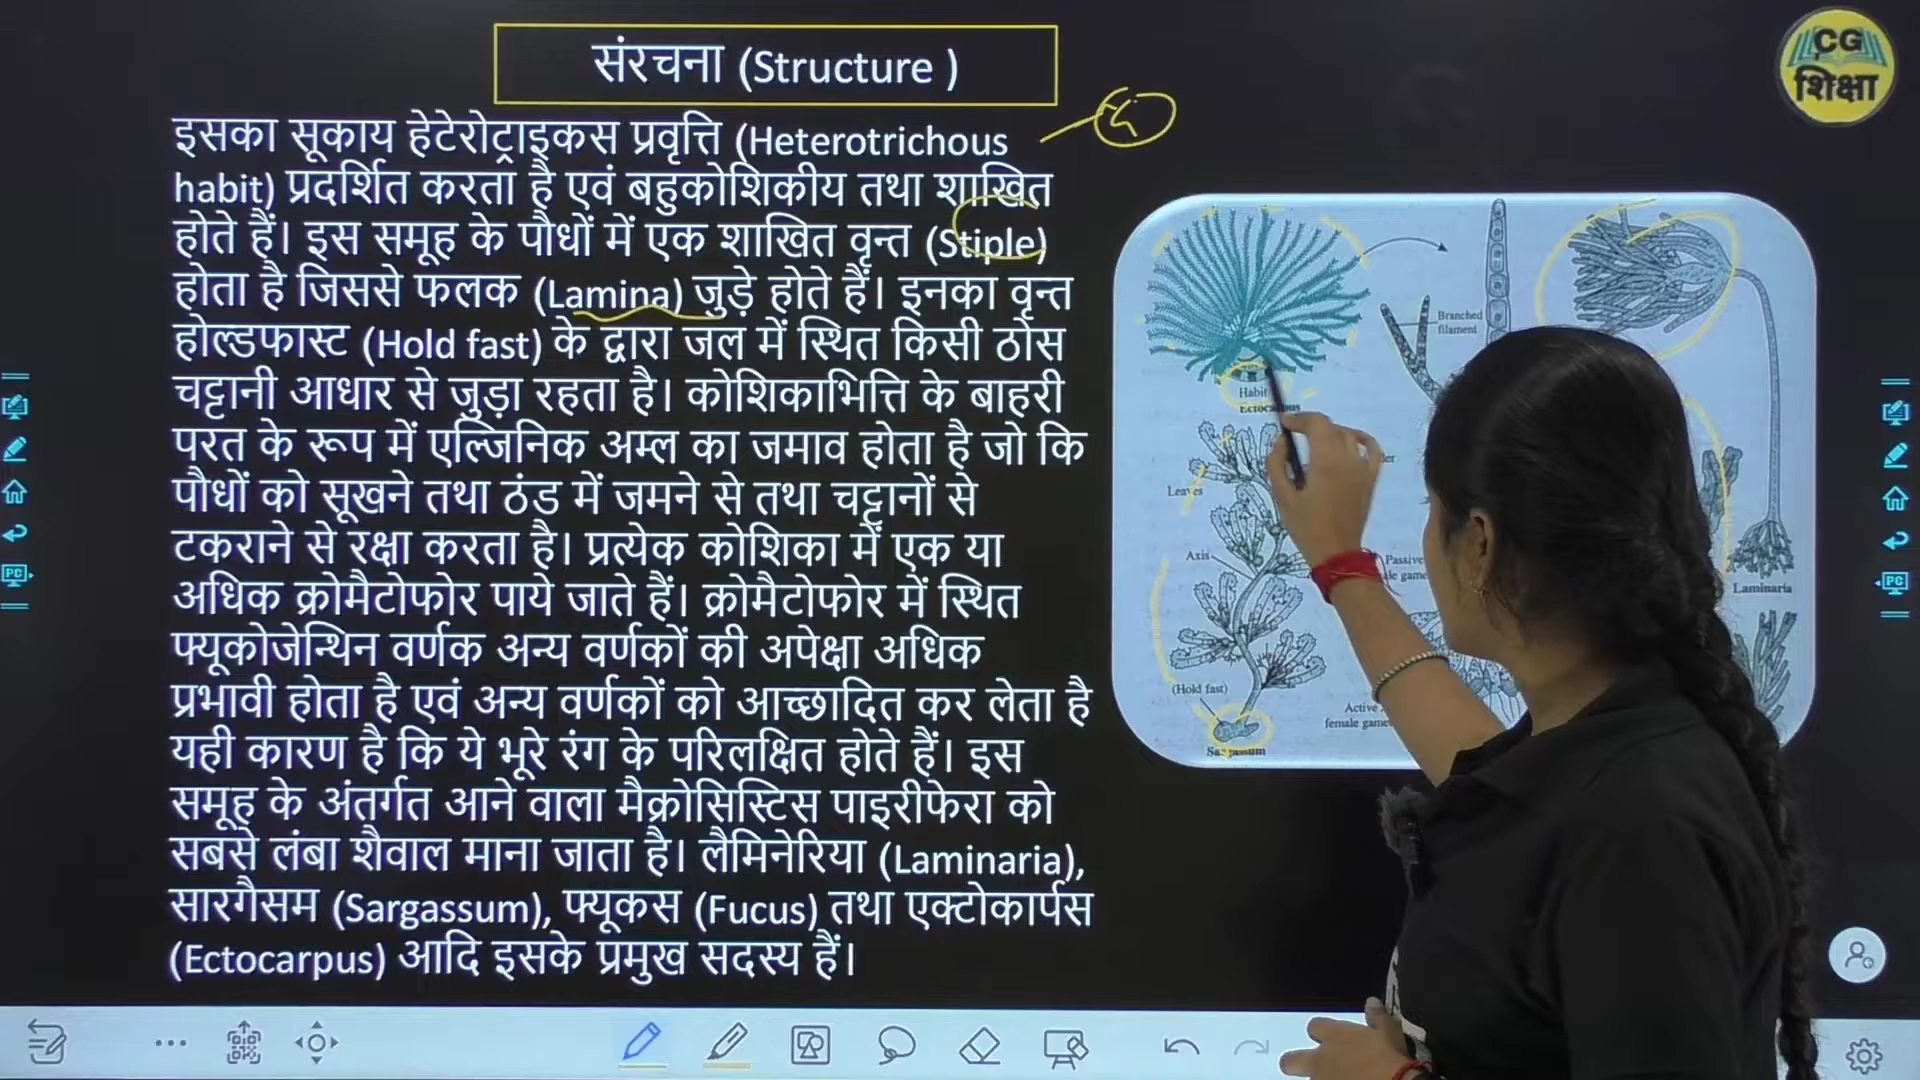 संरचना (Structure )
CG
शिक्षा
इसका सूकाय हेटेरोट्राइकस प्रवृत्ति (Heterotrichous
habit) प्रदर्शित करता है एवं बहुकोशिकीय तथा शाखित
होते हैं। इस समूह के पौधों में एक शाखित वृन्त (Stiple)
होता है जिससे फलक (Lamina) जुड़े होते हैं। इनका वृन्त
होल्डफास्ट (Hold fast) के द्वारा जल में स्थित किसी ठोस
चट्टानी आधार से जुड़ा रहता है। कोशिकाभित्ति के बाहरी
परत के रूप में एल्जिनिक अम्ल का जमाव होता है जो कि
पौधों को सूखने तथा ठंड में जमने से तथा चट्टानों से
टकराने से रक्षा करता है। प्रत्येक कोशिका में एक या
अधिक क्रोमैटोफोर पाये जाते हैं। क्रोमैटोफोर में स्थित
फ्यूकोजेन्थिन वर्णक अन्य वर्णकों की अपेक्षा अधिक
प्रभावी होता है एवं अन्य वर्णकों को आच्छादित कर लेता है
यही कारण है कि ये भूरे रंग के परिलक्षित होते हैं। इस
समूह के अंतर्गत आने वाला मैक्रोसिस्टिस पाइरीफेरा को
सबसे लंबा शैवाल माना जाता है। लैमिनेरिया (Laminaria),
सारगैसम (Sargassum), फ्यूकस (Fucus) तथा एक्टोकार्पस
(Ectocarpus) आदि इसके प्रमुख सदस्य हैं।
Branched
filament
Habit
Leaves
Axis
Passive
(Hold fast)
Active
female
Laminaria
PC
PC